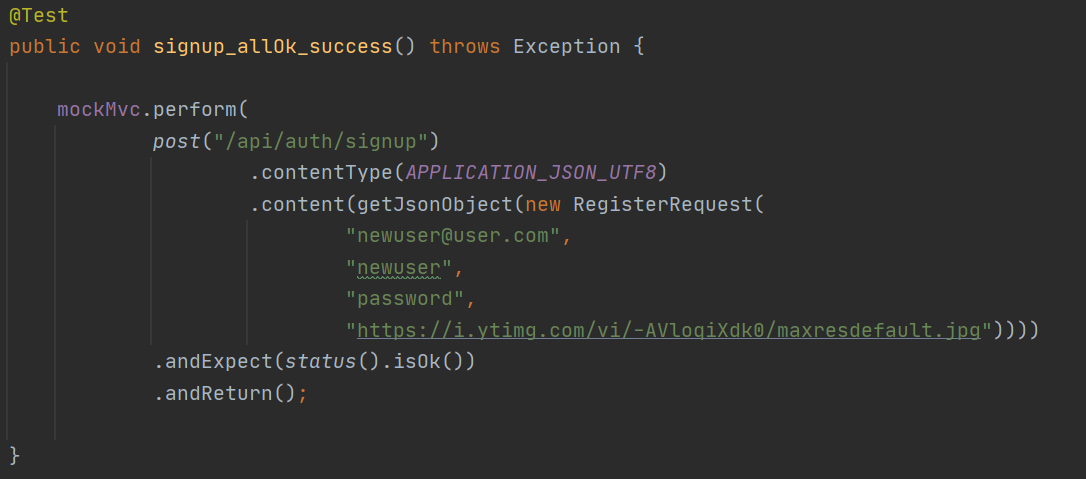 @Test
public void signup_allOk_success() throws Exception {
mockMvc.perform(
post("/api/auth/signup")
.contentType(APPLICATION_JSON_UTF8)
.content(getJsonObject(new RegisterRequest(
"newuser@user.com",
"newuser",
"password",
"https://i.ytimg.com/vi/-AVloqiXdk0/maxresdefault.jpg"))))
.andExpect(status().isOk())
.andReturn();
}